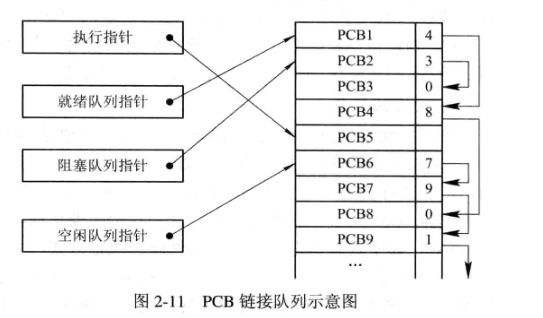 执行指针
就绪队列指针
阻塞队列指针
空闲队列指针
PCB1 4
PCB2 3
PCB3 0
PCB4 8
PCB5
PCB6 7
PCB7 9
PCB8 0
PCB9 1
…
图 2-11 PCB 链接队列示意图